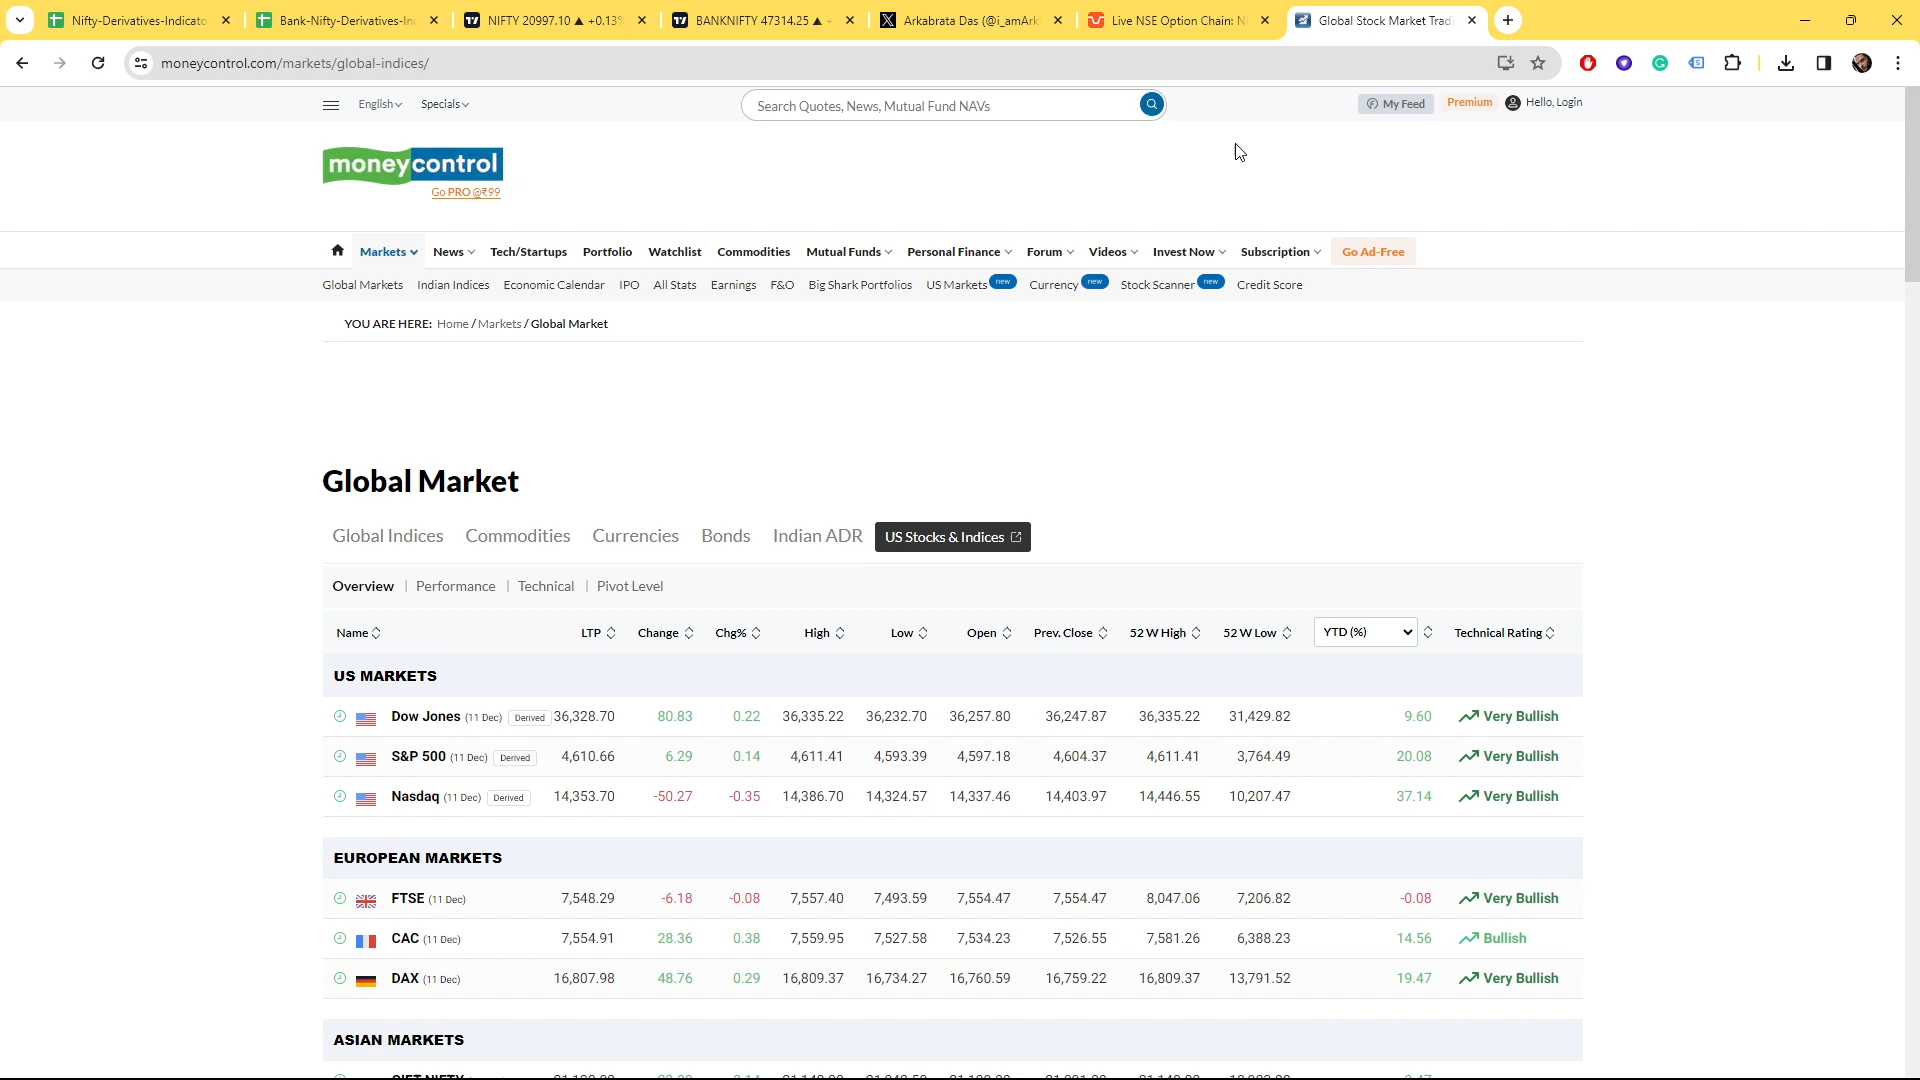 Nifty-Derivatives-Indicato
Bank-Nifty-Derivatives-In
NIFTY 20997.10 ▲ +0.13%
BANKNIFTY 47314.25 ▲ +
Arkabrata Das (@i_amArk
Live NSE Option Chain: N
Global Stock Market Tradi
moneycontrol.com/markets/global-indices/
English
Specials
Search Quotes, News, Mutual Fund NAVs
My Feed
Premium
Hello, Login
moneycontrol
Go PRO @₹99
Markets News Tech/Startups Portfolio Watchlist Commodities Mutual Funds Personal Finance Forum Videos Invest Now Subscription Go Ad-Free
Global Markets Indian Indices Economic Calendar IPO All Stats Earnings F&O Big Shark Portfolios US Markets new Currency new Stock Scanner new Credit Score
YOU ARE HERE: Home / Markets / Global Market
Global Market
Global Indices Commodities Currencies Bonds Indian ADR US Stocks & Indices
Overview | Performance | Technical | Pivot Level
Name LTP Change Chg% High Low Open Prev. Close 52 W High 52 W Low YTD (%) Technical Rating
US MARKETS
Dow Jones (11 Dec) Derived 36,328.70 80.83 0.22 36,335.22 36,232.70 36,257.80 36,247.87 36,335.22 31,429.82 9.60 Very Bullish
S&P 500 (11 Dec) Derived 4,610.66 6.29 0.14 4,611.41 4,593.39 4,597.18 4,604.37 4,611.41 3,764.49 20.08 Very Bullish
Nasdaq (11 Dec) Derived 14,353.70 -50.27 -0.35 14,386.70 14,324.57 14,337.46 14,403.97 14,446.55 10,207.47 37.14 Very Bullish
EUROPEAN MARKETS
FTSE (11 Dec) 7,548.29 -6.18 -0.08 7,557.40 7,493.59 7,554.47 7,554.47 8,047.06 7,206.82 -0.08 Very Bullish
CAC (11 Dec) 7,554.91 28.36 0.38 7,559.95 7,527.58 7,534.23 7,526.55 7,581.26 6,388.23 14.56 Bullish
DAX (11 Dec) 16,807.98 48.76 0.29 16,809.37 16,734.27 16,760.59 16,759.22 16,809.37 13,791.52 19.47 Very Bullish
ASIAN MARKETS